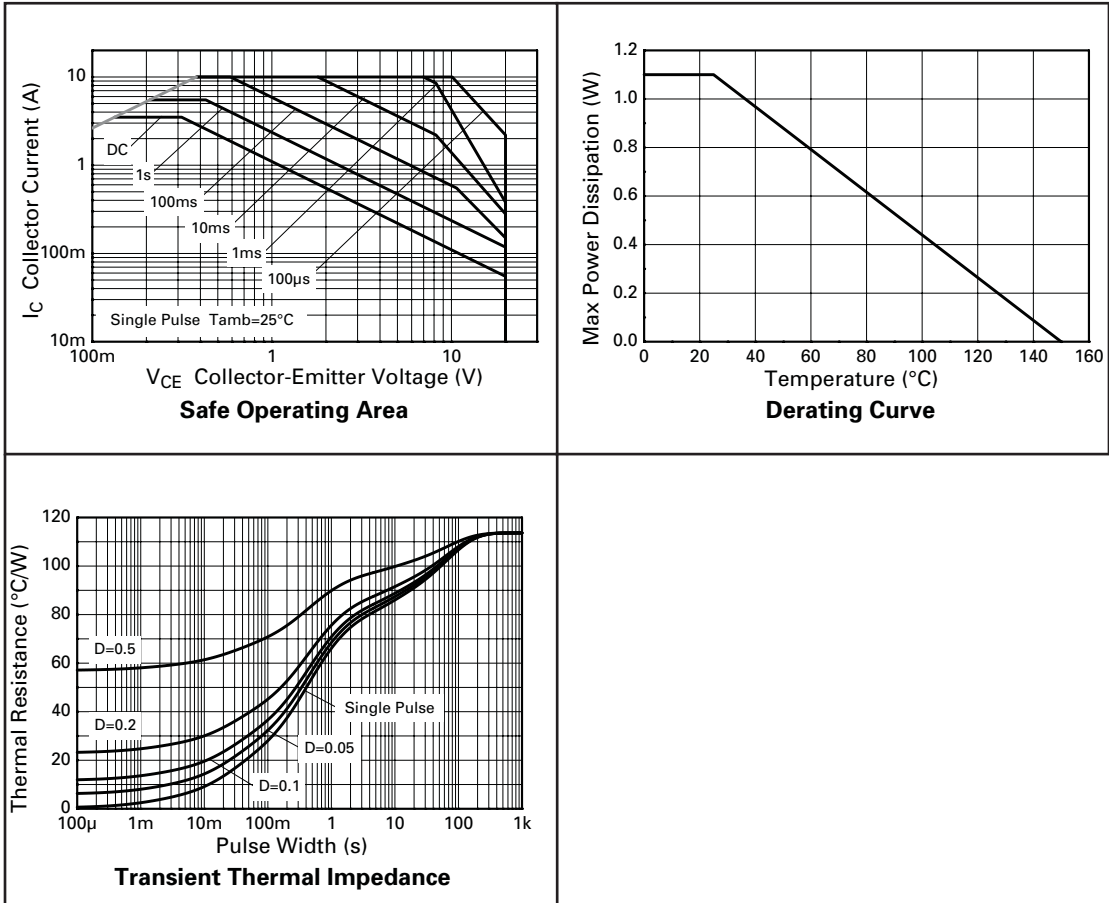 10
1
100m
10m
I_C Collector Current (A)
DC
1s
100ms
10ms
1ms
100µs
Single Pulse Tamb=25°C
100m 1 10
V_CE Collector-Emitter Voltage (V)
Safe Operating Area
1.2
1.0
0.8
0.6
0.4
0.2
0.0
Max Power Dissipation (W)
0 20 40 60 80 100 120 140 160
Temperature (°C)
Derating Curve
120
100
80
60
40
20
0
Thermal Resistance (°C/W)
D=0.5
D=0.2
Single Pulse
D=0.05
D=0.1
100µ 1m 10m 100m 1 10 100 1k
Pulse Width (s)
Transient Thermal Impedance